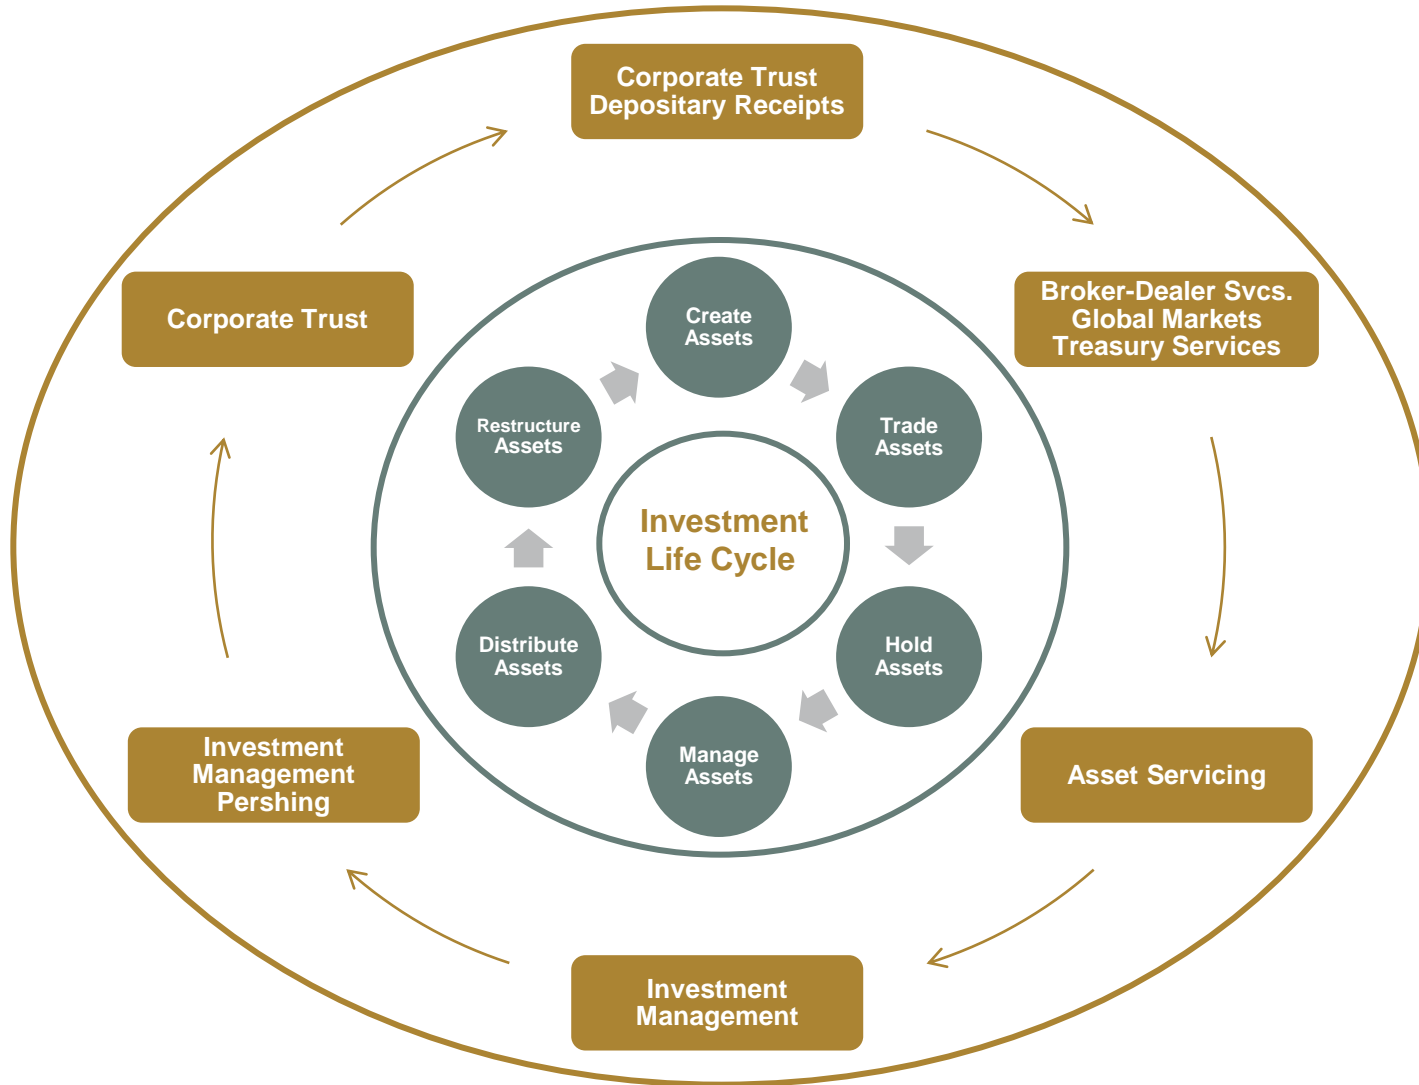 Corporate Trust
Depositary Receipts
Corporate Trust
Broker-Dealer Svcs.
Global Markets
Treasury Services
Create
Assets
Restructure
Assets
Trade
Assets
Investment
Life Cycle
Distribute
Assets
Hold
Assets
Manage
Assets
Investment
Management
Pershing
Asset Servicing
Investment
Management